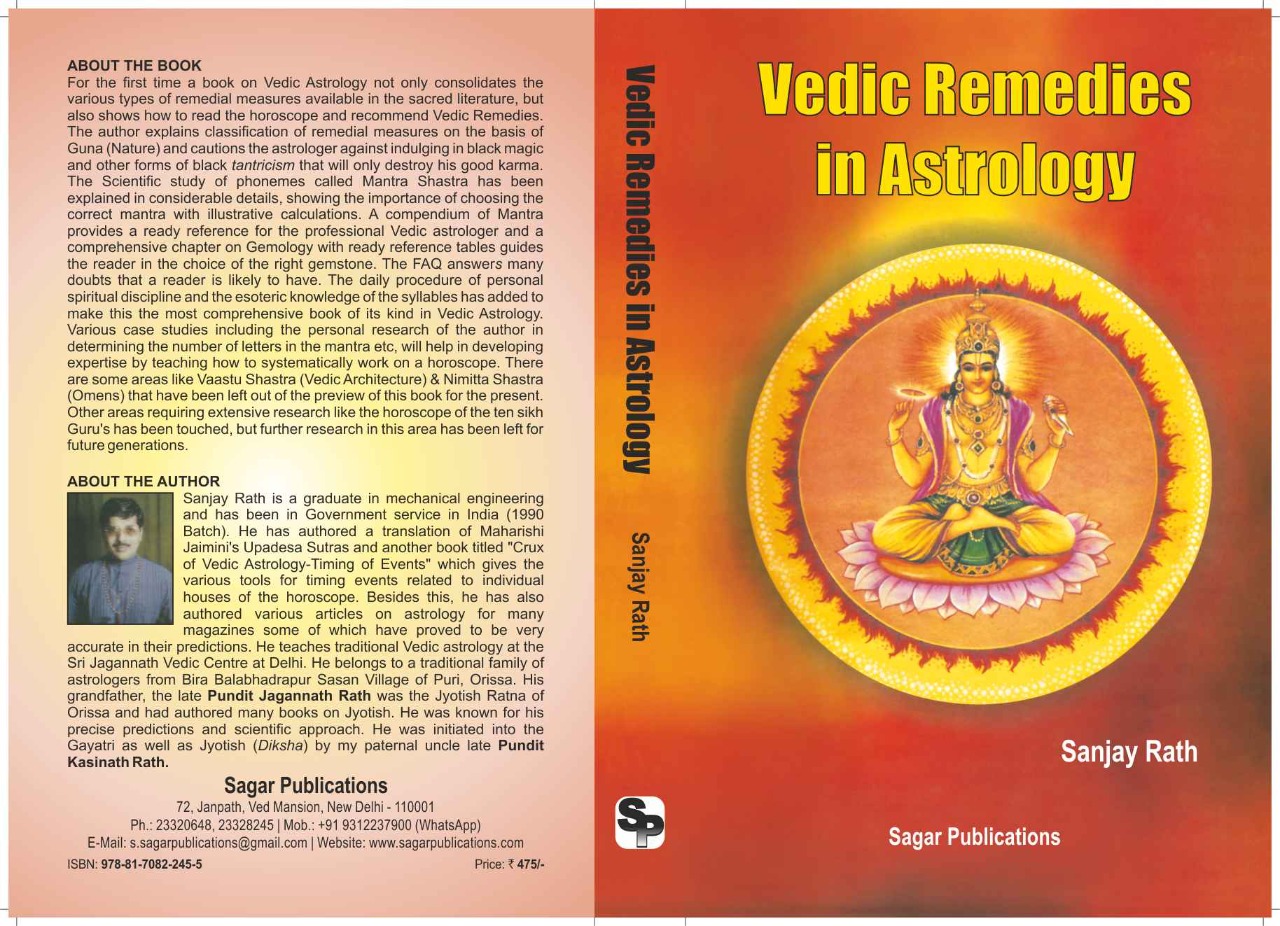 ABOUT THE BOOK
For the first time a book on Vedic Astrology not only consolidates the
various types of remedial measures available in the sacred literature, but
also shows how to read the horoscope and recommend Vedic Remedies.
The author explains classification of remedial measures on the basis of
Guna (Nature) and cautions the astrologer against indulging in black magic
and other forms of black tantricism that will only destroy his good karma.
The Scientific study of phonemes called Mantra Shastra has been
explained in considerable details, showing the importance of choosing the
correct mantra with illustrative calculations. A compendium of Mantra
provides a ready reference for the professional Vedic astrologer and a
comprehensive chapter on Gemology with ready reference tables guides
the reader in the choice of the right gemstone. The FAQ answers many
doubts that a reader is likely to have. The daily procedure of personal
spiritual discipline and the esoteric knowledge of the syllables has added to
make this the most comprehensive book of its kind in Vedic Astrology.
Various case studies including the personal research of the author in
determining the number of letters in the mantra etc, will help in developing
expertise by teaching how to systematically work on a horoscope. There
are some areas like Vaastu Shastra (Vedic Architecture) & Nimitta Shastra
(Omens) that have been left out of the preview of this book for the present.
Other areas requiring extensive research like the horoscope of the ten sikh
Guru's has been touched, but further research in this area has been left for
future generations.
ABOUT THE AUTHOR
Sanjay Rath is a graduate in mechanical engineering
and has been in Government service in India (1990
Batch). He has authored a translation of Maharishi
Jaimini's Upadesa Sutras and another book titled "Crux
of Vedic Astrology-Timing of Events" which gives the
various tools for timing events related to individual
houses of the horoscope. Besides this, he has also
authored various articles on astrology for many
magazines some of which have proved to be very
accurate in their predictions. He teaches traditional Vedic astrology at the
Sri Jagannath Vedic Centre at Delhi. He belongs to a traditional family of
astrologers from Bira Balabhadrapur Sasan Village of Puri, Orissa. His
grandfather, the late Pundit Jagannath Rath was the Jyotish Ratna of
Orissa and had authored many books on Jyotish. He was known for his
precise predictions and scientific approach. He was initiated into the
Gayatri as well as Jyotish (Diksha) by my paternal uncle late Pundit
Kasinath Rath.
Sagar Publications
72, Janpath, Ved Mansion, New Delhi - 110001
Ph.: 23320648, 23328245 | Mob.: +91 9312237900 (WhatsApp)
E-Mail: s.sagarpublications@gmail.com | Website: www.sagarpublications.com
ISBN: 978-81-7082-245-5 Price: ₹ 475/-
Vedic Remedies in Astrology
Sanjay Rath
SP
Vedic Remedies
in Astrology
Sanjay Rath
Sagar Publications